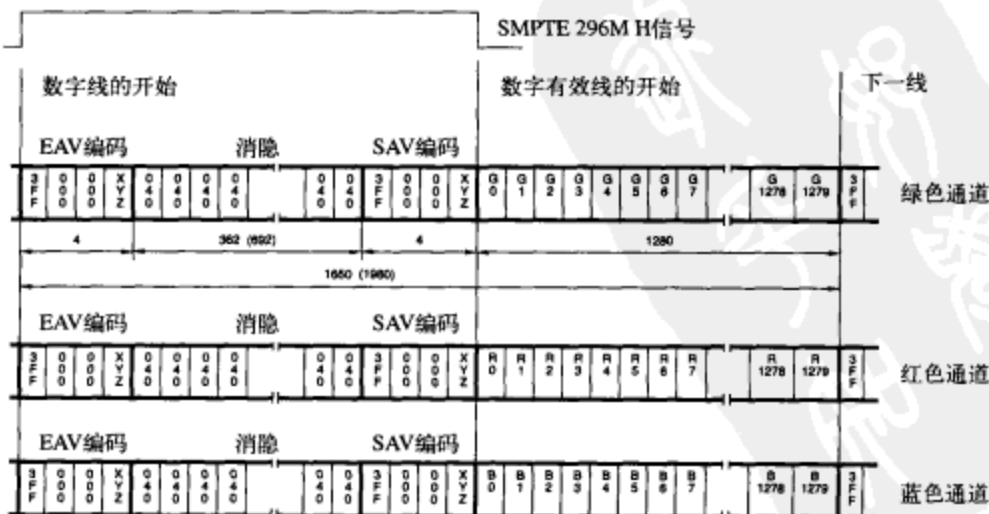 SMPTE 296M H信号
数字线的开始
数字有效线的开始
下一线
EAV编码
消隐
SAV编码
3FF 000 000 XYZ 040 040 040 040 040 040 3FF 000 000 XYZ G0 G1 G2 G3 G4 G5 G6 G7 G1278 G1279 3FF
绿色通道
4
362 (692)
4
1280
1650 (1980)
EAV编码
消隐
SAV编码
3FF 000 000 XYZ 040 040 040 040 040 040 3FF 000 000 XYZ R0 R1 R2 R3 R4 R5 R6 R7 R1278 R1279 3FF
红色通道
EAV编码
消隐
SAV编码
3FF 000 000 XYZ 040 040 040 040 040 040 3FF 000 000 XYZ B0 B1 B2 B3 B4 B5 B6 B7 B1278 B1279 3FF
蓝色通道